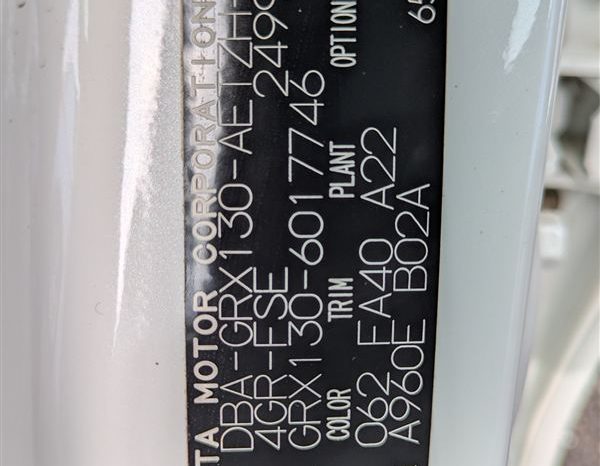 TA MOTOR CORPORATION
DBA-GRX130-AETZH
4GR-FSE 249
GRX130-6017746
COLOR TRIM PLANT OPTION
062 FA40 A22
A960E B02A